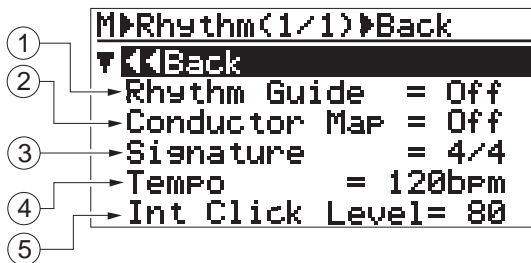 M▶Rhythm(1/1)▶Back
▼ ◀◀Back
1 Rhythm Guide = Off
2 Conductor Map = Off
3 Signature = 4/4
4 Tempo = 120bpm
5 Int Click Level= 80